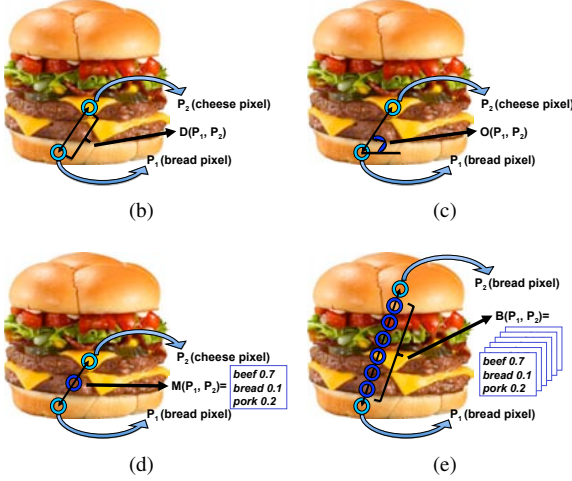 P₂ (cheese pixel)
D(P₁, P₂)
P₁ (bread pixel)
(b)
P₂ (cheese pixel)
O(P₁, P₂)
P₁ (bread pixel)
(c)
P₂ (cheese pixel)
M(P₁, P₂)=
beef 0.7
bread 0.1
pork 0.2
P₁ (bread pixel)
(d)
P₂ (bread pixel)
B(P₁, P₂)=
beef 0.7
bread 0.1
pork 0.2
P₁ (bread pixel)
(e)